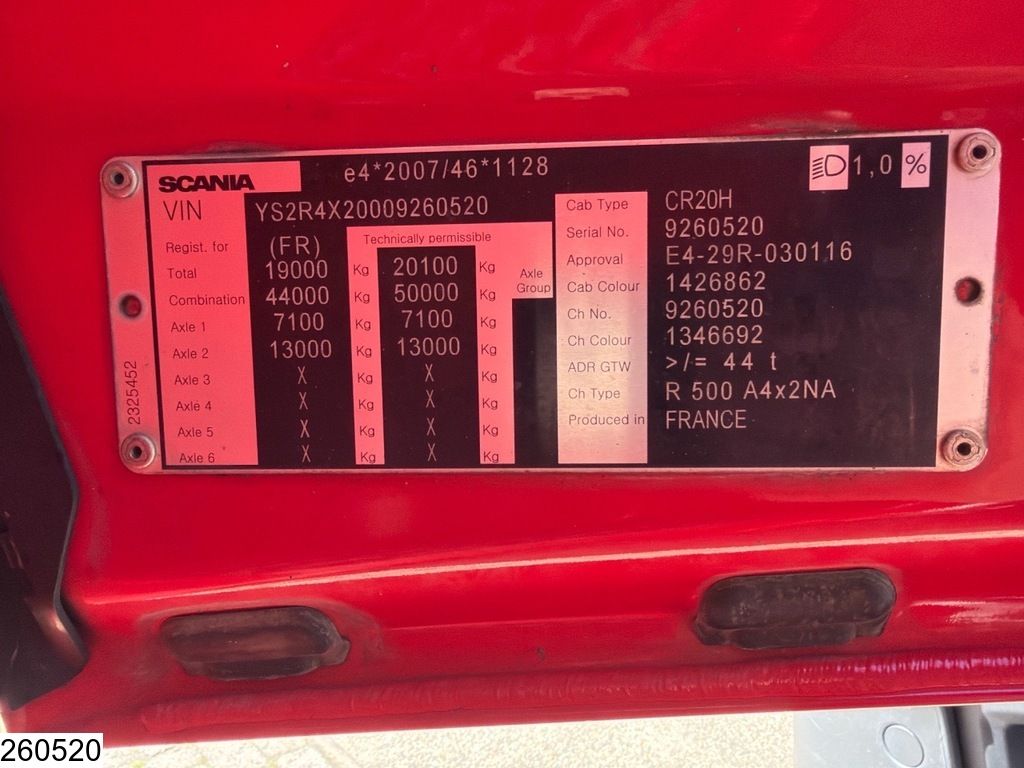 SCANIA e4*2007/46*1128 1,0 %
VIN YS2R4X20009260520
Regist. for (FR) Technically permissible
Total 19000 Kg 20100 Kg Axle Group
Combination 44000 Kg 50000 Kg
Axle 1 7100 Kg 7100 Kg
Axle 2 13000 Kg 13000 Kg
Axle 3 X Kg X Kg
Axle 4 X Kg X Kg
Axle 5 X Kg X Kg
Axle 6 X Kg X Kg
2325452
Cab Type CR20H
Serial No. 9260520
Approval E4-29R-030116
Cab Colour 1426862
Ch No. 9260520
Ch Colour 1346692
ADR GTW >/= 44 t
Ch Type R 500 A4x2NA
Produced in FRANCE
260520